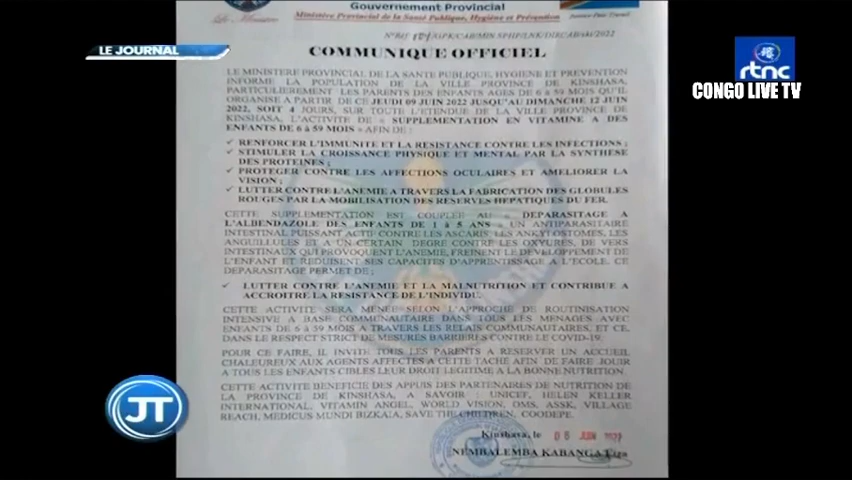 Gouvernement Provincial
Ministère Provincial de la Santé Publique, Hygiène et Prévention
Le Ministre
LE JOURNAL
rtnc
CONGO LIVE TV
COMMUNIQUE OFFICIEL
LE MINISTERE PROVINCIAL DE LA SANTE PUBLIQUE, HYGIENE ET PREVENTION
INFORME LA POPULATION DE LA VILLE PROVINCE DE KINSHASA,
PARTICULIEREMENT LES PARENTS DES ENFANTS AGES DE 6 à 59 MOIS QU'IL
ORGANISE A PARTIR DE CE JEUDI 09 JUIN 2022 JUSQU'AU DIMANCHE 12 JUIN
2022, SOIT 4 JOURS, SUR TOUTE L'ETENDUE DE LA VILLE PROVINCE DE
KINSHASA, L'ACTIVITE DE « SUPPLEMENTATION EN VITAMINE A DES
ENFANTS DE 6 à 59 MOIS » AFIN DE :
✓ RENFORCER L'IMMUNITE ET LA RESISTANCE CONTRE LES INFECTIONS ;
✓ STIMULER LA CROISSANCE PHYSIQUE ET MENTAL PAR LA SYNTHESE
DES PROTEINES ;
✓ PROTEGER CONTRE LES AFFECTIONS OCULAIRES ET AMELIORER LA
VISION ;
✓ LUTTER CONTRE L'ANEMIE A TRAVERS LA FABRICATION DES GLOBULES
ROUGES PAR LA MOBILISATION DES RESERVES HEPATIQUES DU FER.
CETTE SUPPLEMENTATION EST COUPLER AU « DEPARASITAGE A
L'ALBENDAZOLE DES ENFANTS DE 1 à 5 ANS » UN ANTIPARASITAIRE
INTESTINAL PUISSANT ACTIF CONTRE LES ASCARIS, LES ANKYLOSTOMES, LES
ANGUILLULES ET A UN CERTAIN DEGRE CONTRE LES OXYURES, DE VERS
INTESTINAUX QUI PROVOQUENT L'ANEMIE, FREINENT LE DEVELOPPEMENT DE
L'ENFANT ET REDUISENT SES CAPACITES D'APPRENTISSAGE A L'ECOLE. CE
DEPARASITAGE PERMET DE ;
✓ LUTTER CONTRE L'ANEMIE ET LA MALNUTRITION ET CONTRIBUE A
ACCROITRE LA RESISTANCE DE L'INDIVIDU.
CETTE ACTIVITE SERA MENEE SELON L'APPROCHE DE ROUTINISATION
INTENSIVE A BASE COMMUNAUTAIRE DANS TOUS LES MENAGES AVEC
ENFANTS DE 6 à 59 MOIS A TRAVERS LES RELAIS COMMUNAUTAIRES, ET CE,
DANS LE RESPECT STRICT DE MESURES BARRIERES CONTRE LE COVID-19.
POUR CE FAIRE, IL INVITE TOUS LES PARENTS A RESERVER UN ACCUEIL
CHALEUREUX AUX AGENTS AFFECTES A CETTE TACHE AFIN DE FAIRE JOUIR
A TOUS LES ENFANTS CIBLES LEUR DROIT LEGITIME A LA BONNE NUTRITION.
CETTE ACTIVITE BENEFICIE DES APPUIS DES PARTENAIRES DE NUTRITION DE
LA PROVINCE DE KINSHASA, A SAVOIR : UNICEF, HELEN KELLER
INTERNATIONAL, VITAMIN ANGEL, WORLD VISION, OMS, ASSK, VILLAGE
REACH, MEDICUS MUNDI BIZKAIA, SAVE THE CHILDREN, COODEPE.
Kinshasa, le 06 JUIN 2022
NEMBALEMBA KABANGA
JT